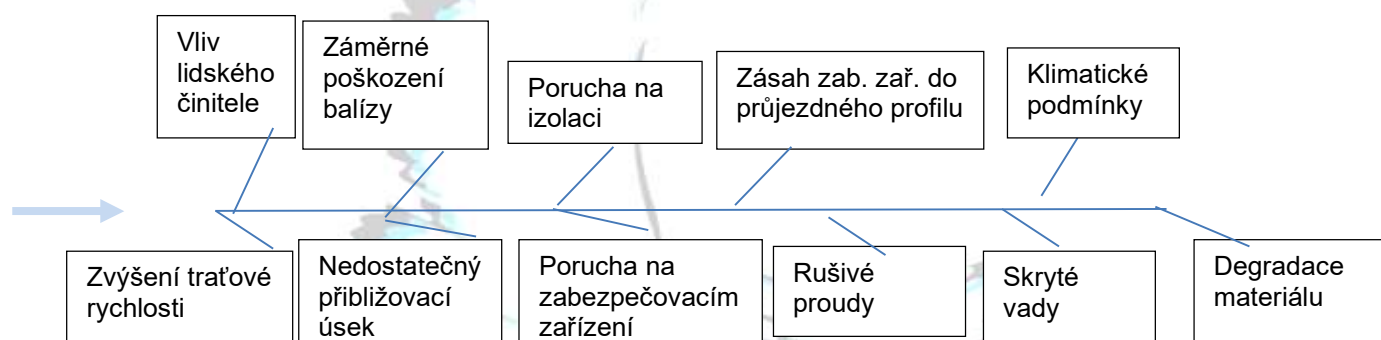 Vliv
lidského
činitele
Záměrné
poškození
balízy
Porucha na
izolaci
Zásah zab. zař. do
průjezdného profilu
Klimatické
podmínky
Zvýšení traťové
rychlosti
Nedostatečný
přibližovací
úsek
Porucha na
zabezpečovacím
zařízení
Rušivé
proudy
Skryté
vady
Degradace
materiálu